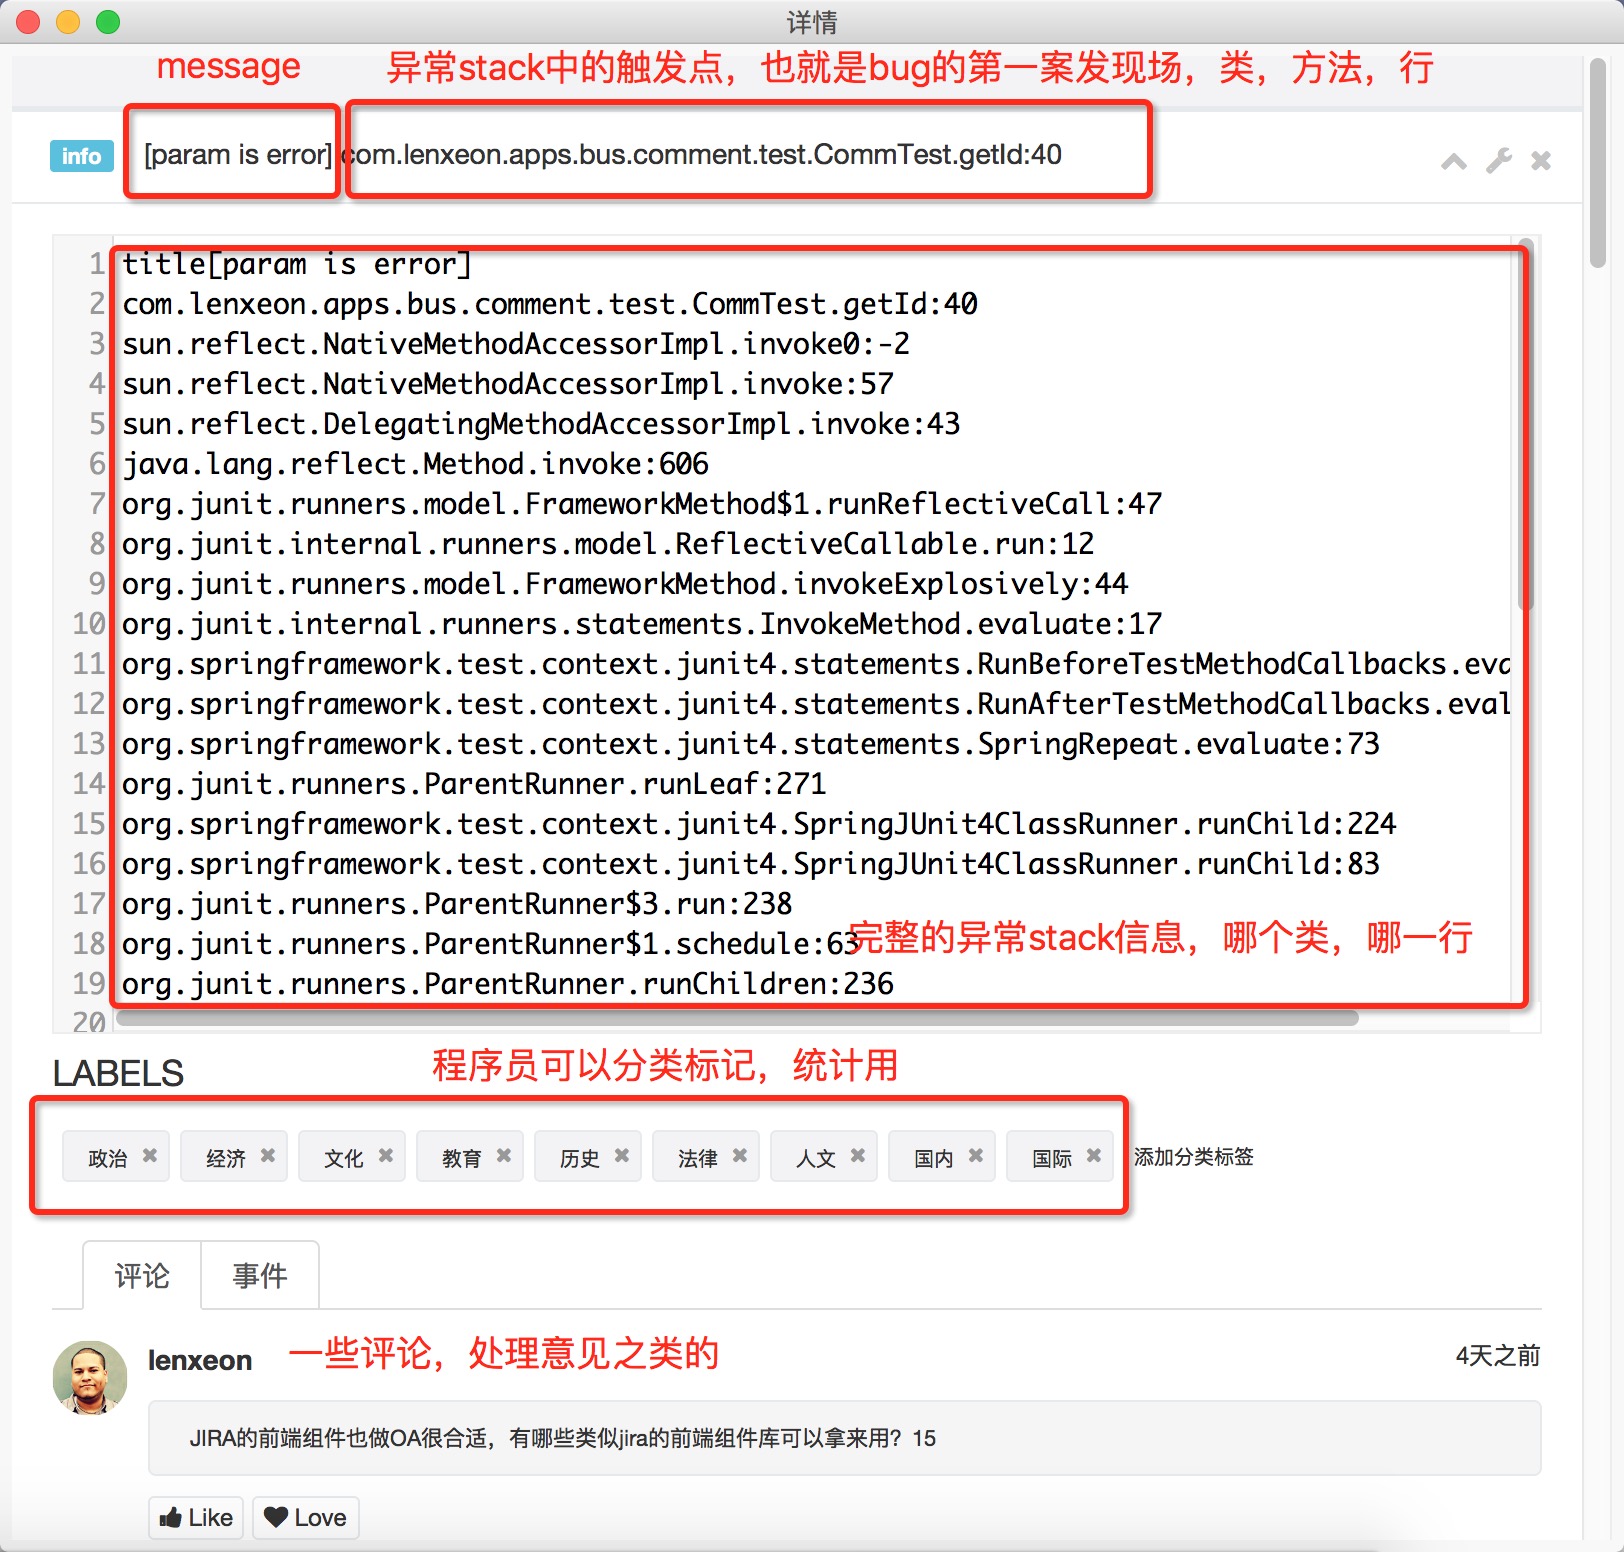 详情
message
异常stack中的触发点，也就是bug的第一案发现场，类，方法，行
info
[param is error] com.lenxeon.apps.bus.comment.test.CommTest.getId:40
1 title[param is error]
2 com.lenxeon.apps.bus.comment.test.CommTest.getId:40
3 sun.reflect.NativeMethodAccessorImpl.invoke0:-2
4 sun.reflect.NativeMethodAccessorImpl.invoke:57
5 sun.reflect.DelegatingMethodAccessorImpl.invoke:43
6 java.lang.reflect.Method.invoke:606
7 org.junit.runners.model.FrameworkMethod$1.runReflectiveCall:47
8 org.junit.internal.runners.model.ReflectiveCallable.run:12
9 org.junit.runners.model.FrameworkMethod.invokeExplosively:44
10 org.junit.internal.runners.statements.InvokeMethod.evaluate:17
11 org.springframework.test.context.junit4.statements.RunBeforeTestMethodCallbacks.eva
12 org.springframework.test.context.junit4.statements.RunAfterTestMethodCallbacks.eval
13 org.springframework.test.context.junit4.statements.SpringRepeat.evaluate:73
14 org.junit.runners.ParentRunner.runLeaf:271
15 org.springframework.test.context.junit4.SpringJUnit4ClassRunner.runChild:224
16 org.springframework.test.context.junit4.SpringJUnit4ClassRunner.runChild:83
17 org.junit.runners.ParentRunner$3.run:238
18 org.junit.runners.ParentRunner$1.schedule:63
完整的异常stack信息，哪个类，哪一行
19 org.junit.runners.ParentRunner.runChildren:236
20
LABELS
程序员可以分类标记，统计用
政治 经济 文化 教育 历史 法律 人文 国内 国际 添加分类标签
评论 事件
lenxeon 一些评论，处理意见之类的 4天之前
JIRA的前端组件也做OA很合适，有哪些类似jira的前端组件库可以拿来用？15
Like Love